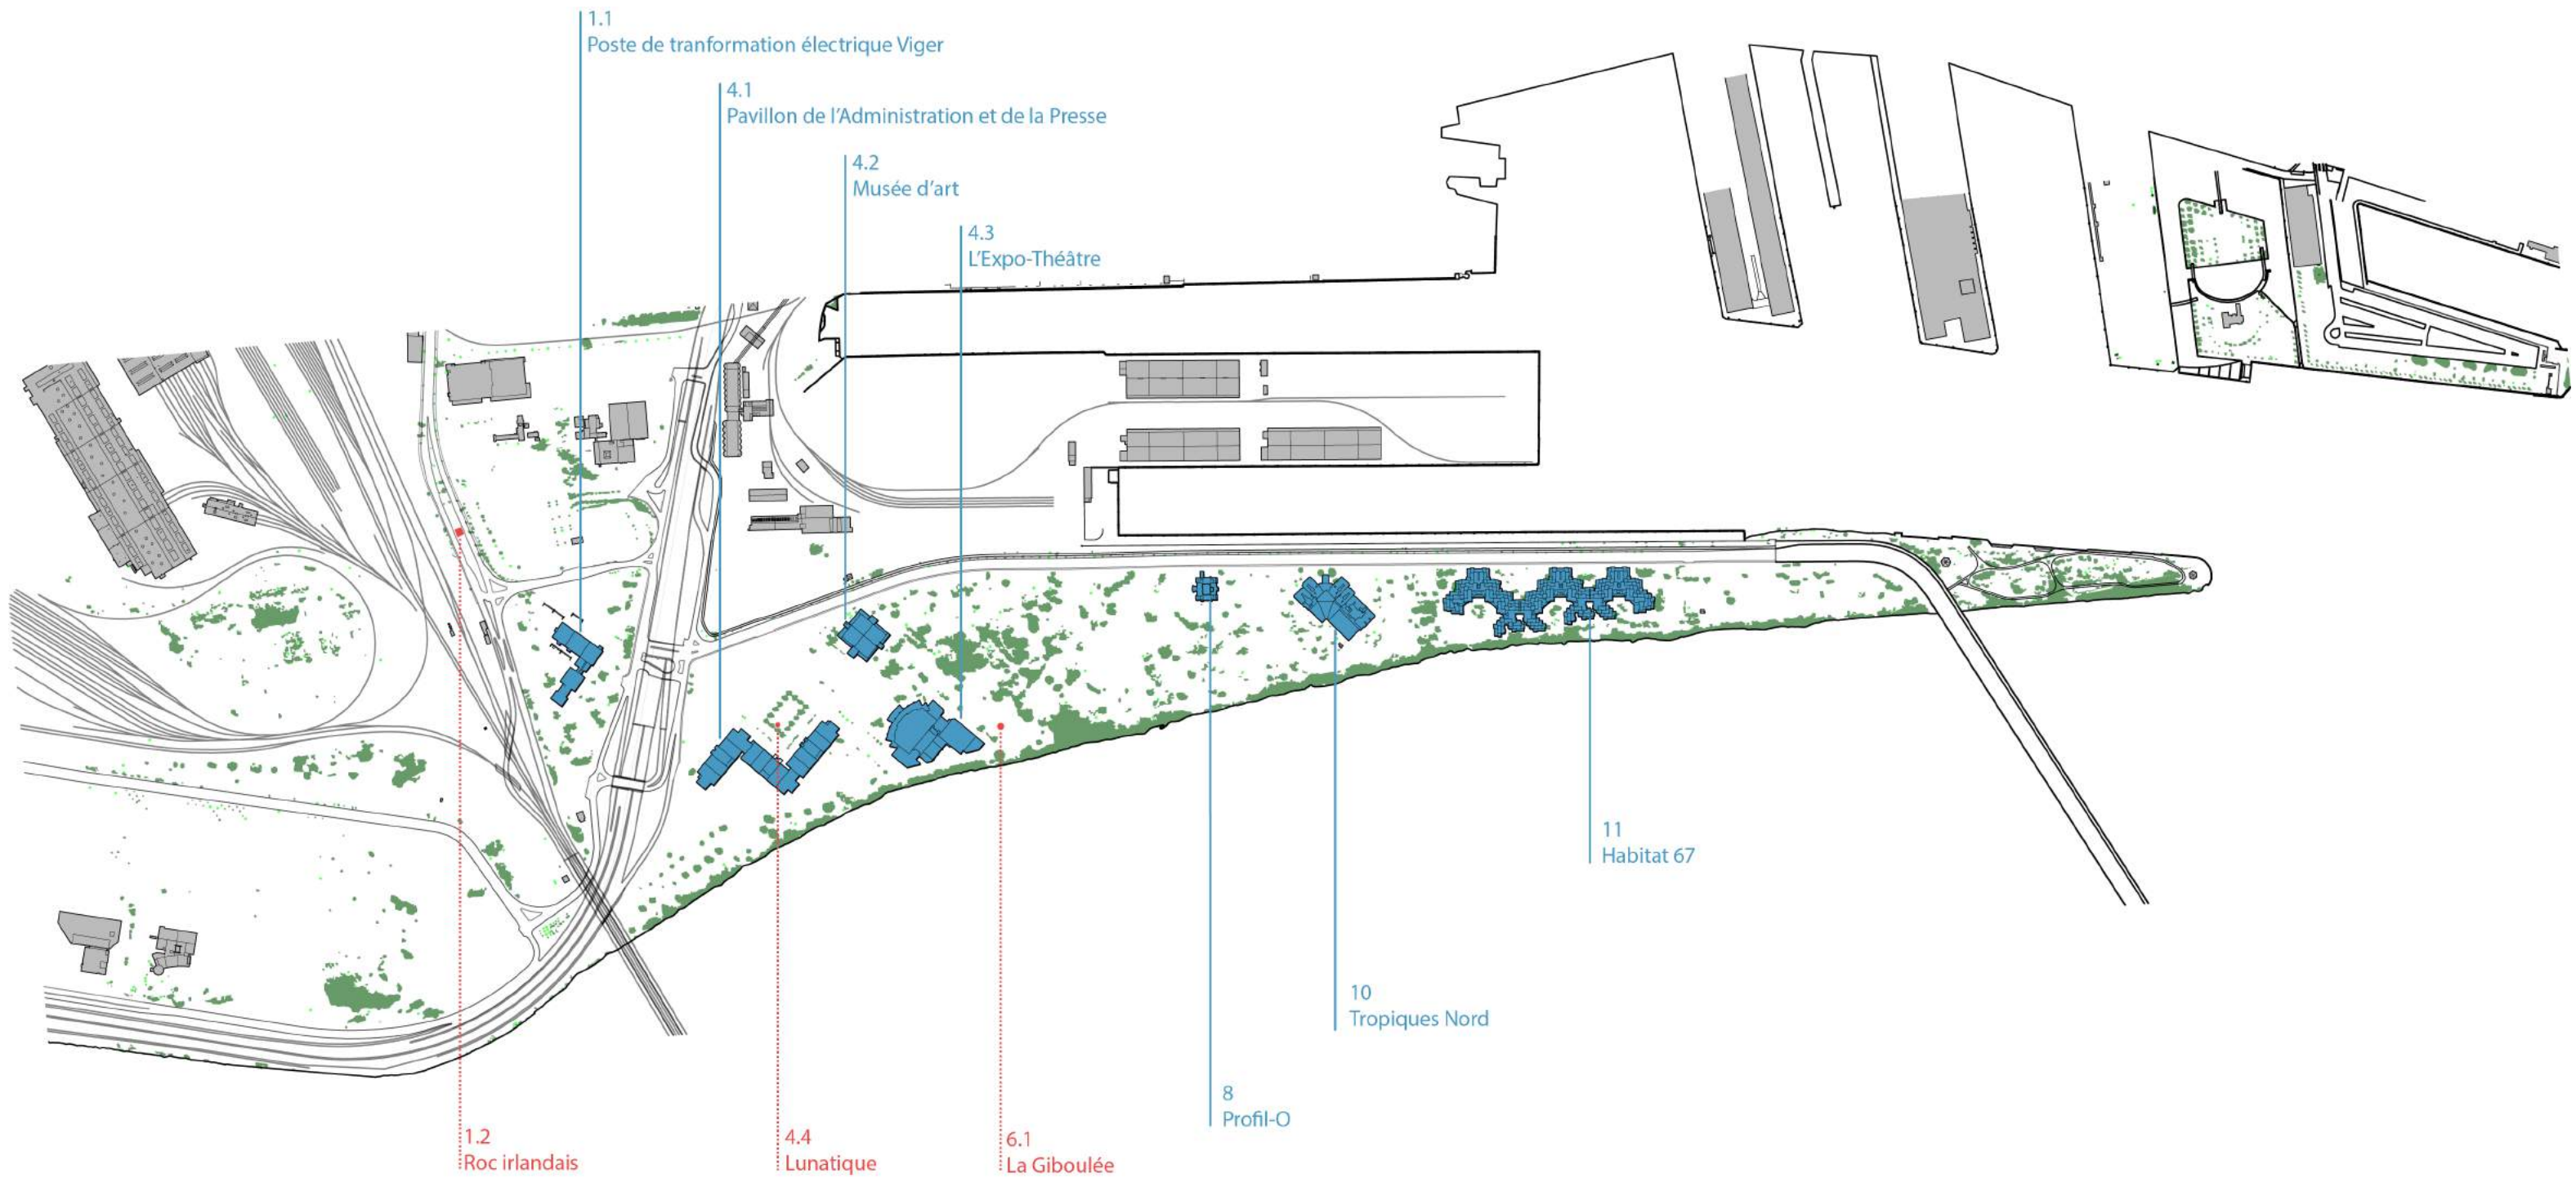 1.1
Poste de tranformation électrique Viger
4.1
Pavillon de l'Administration et de la Presse
4.2
Musée d'art
4.3
L'Expo-Théâtre
11
Habitat 67
10
Tropiques Nord
8
Profil-O
1.2
Roc irlandais
4.4
Lunatique
6.1
La Giboulée